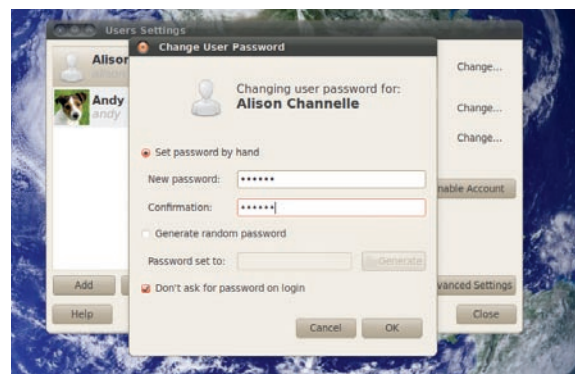 Users Settings
Change User Password
Alison
Changing user password for:
Alison Channelle
Change...
Andy
andy
Change...
Change...
Set password by hand
New password: ••••••
Confirmation: ••••••
Enable Account
Generate random password
Password set to:
Generate
Don't ask for password on login
Add
Advanced Settings
Help
Cancel
OK
Close